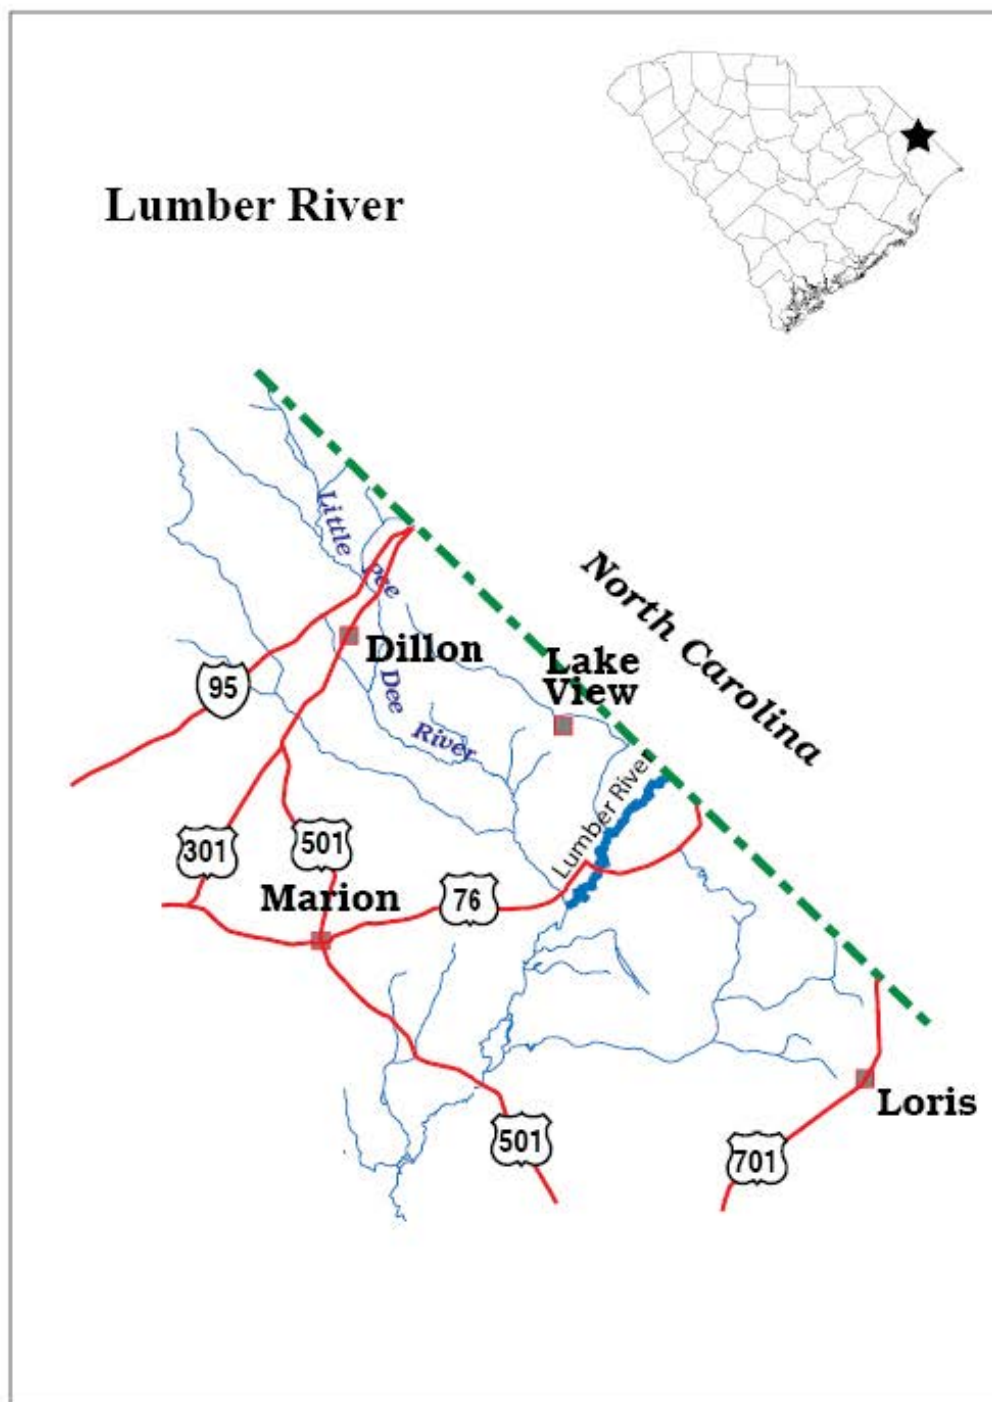 Lumber River
North Carolina
Little
Pee
Dee
River
Dillon
Lake
View
95
Lumber River
301
501
Marion
76
Loris
501
701